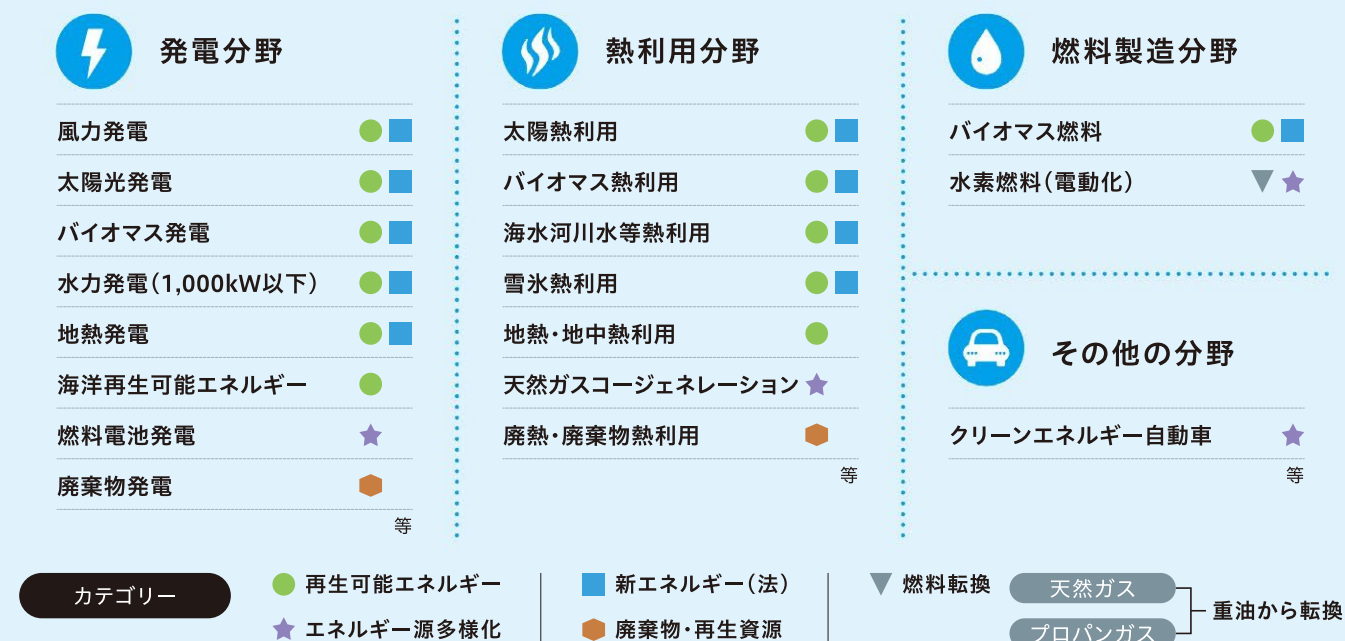 発電分野
風力発電
太陽光発電
バイオマス発電
水力発電(1,000kW以下)
地熱発電
海洋再生可能エネルギー
燃料電池発電
廃棄物発電
等
熱利用分野
太陽熱利用
バイオマス熱利用
海水河川水等熱利用
雪氷熱利用
地熱・地中熱利用
天然ガスコージェネレーション
廃熱・廃棄物熱利用
等
燃料製造分野
バイオマス燃料
水素燃料(電動化)
その他の分野
クリーンエネルギー自動車
等
カテゴリー
再生可能エネルギー
エネルギー源多様化
新エネルギー(法)
廃棄物・再生資源
燃料転換
天然ガス
プロパンガス
重油から転換